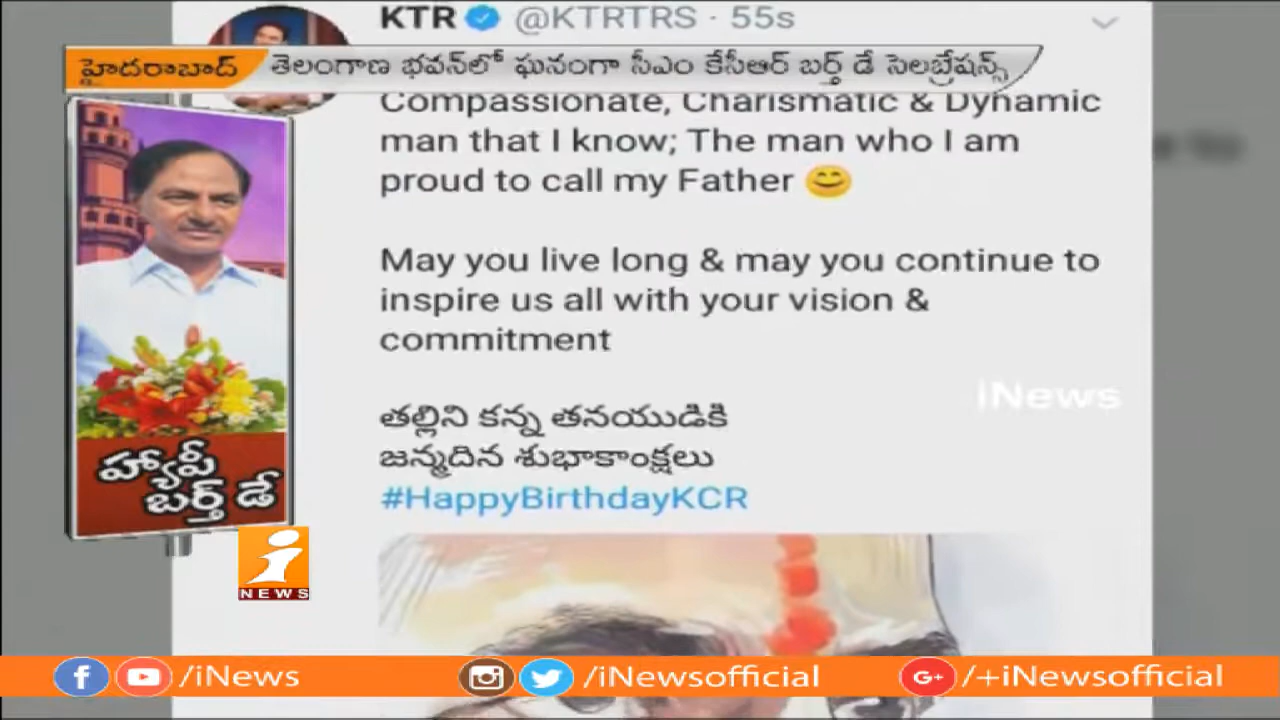 KTR @KTRTRS · 55s
హైదరాబాద్
తెలంగాణ భవన్‌లో ఘనంగా సీఎం కేసీఆర్ బర్త్ డే సెలబ్రేషన్స్
Compassionate, Charismatic & Dynamic
man that I know; The man who I am
proud to call my Father 😊
May you live long & may you continue to
inspire us all with your vision &
commitment
iNews
తల్లిని కన్న తనయుడికి
జన్మదిన శుభాకాంక్షలు
#HappyBirthdayKCR
హ్యాపీ
బర్త్ డే
i
NEWS
/iNews
/iNewsofficial
G+ /+iNewsofficial